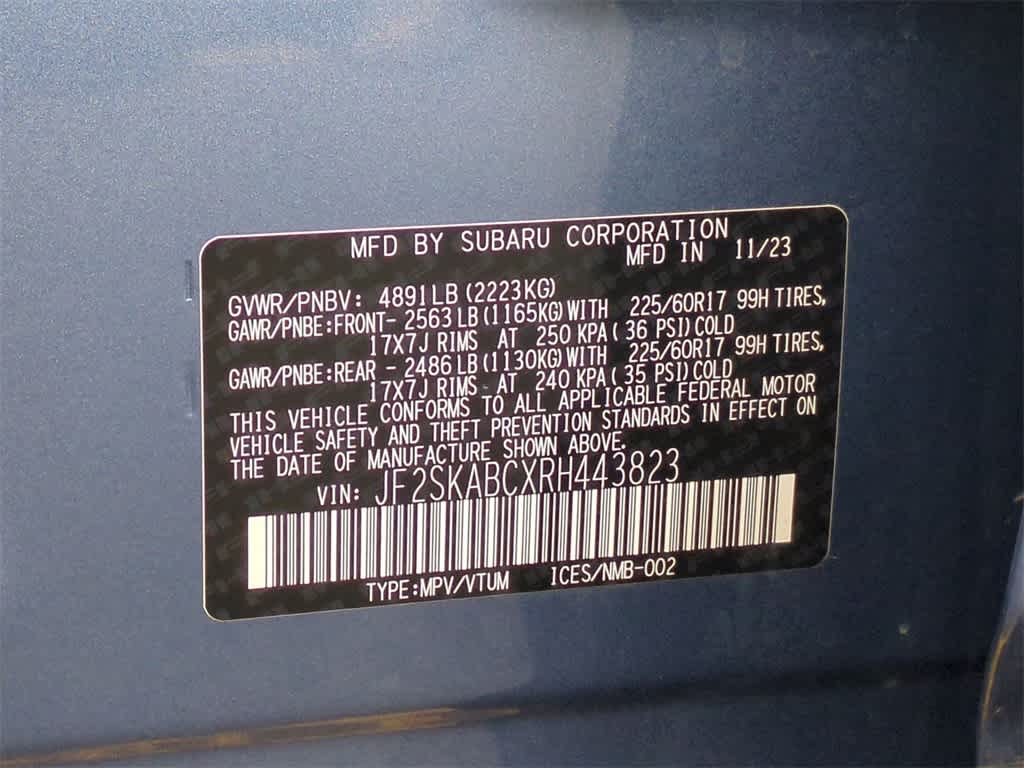 MFD BY SUBARU CORPORATION
MFD IN 11/23
GVWR/PNBV: 4891LB (2223KG)
GAWR/PNBE:FRONT- 2563LB(1165KG)WITH 225/60R17 99H TIRES,
17X7J RIMS AT 250 KPA (36 PSI)COLD
GAWR/PNBE:REAR - 2486LB(1130KG)WITH 225/60R17 99H TIRES,
17X7J RIMS AT 240 KPA (35 PSI)COLD
THIS VEHICLE CONFORMS TO ALL APPLICABLE FEDERAL MOTOR
VEHICLE SAFETY AND THEFT PREVENTION STANDARDS IN EFFECT ON
THE DATE OF MANUFACTURE SHOWN ABOVE.
VIN: JF2SKABCXRH443823
TYPE:MPV/VTUM ICES/NMB-002